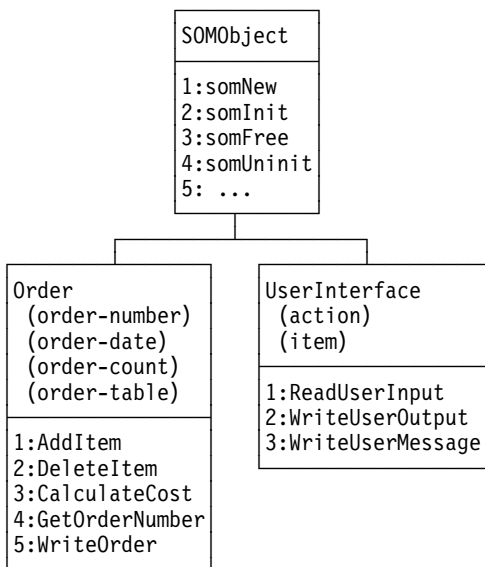 SOMObject
1:somNew
2:somInit
3:somFree
4:somUninit
5: ...
Order
(order-number)
(order-date)
(order-count)
(order-table)
1:AddItem
2:DeleteItem
3:CalculateCost
4:GetOrderNumber
5:WriteOrder
UserInterface
(action)
(item)
1:ReadUserInput
2:WriteUserOutput
3:WriteUserMessage